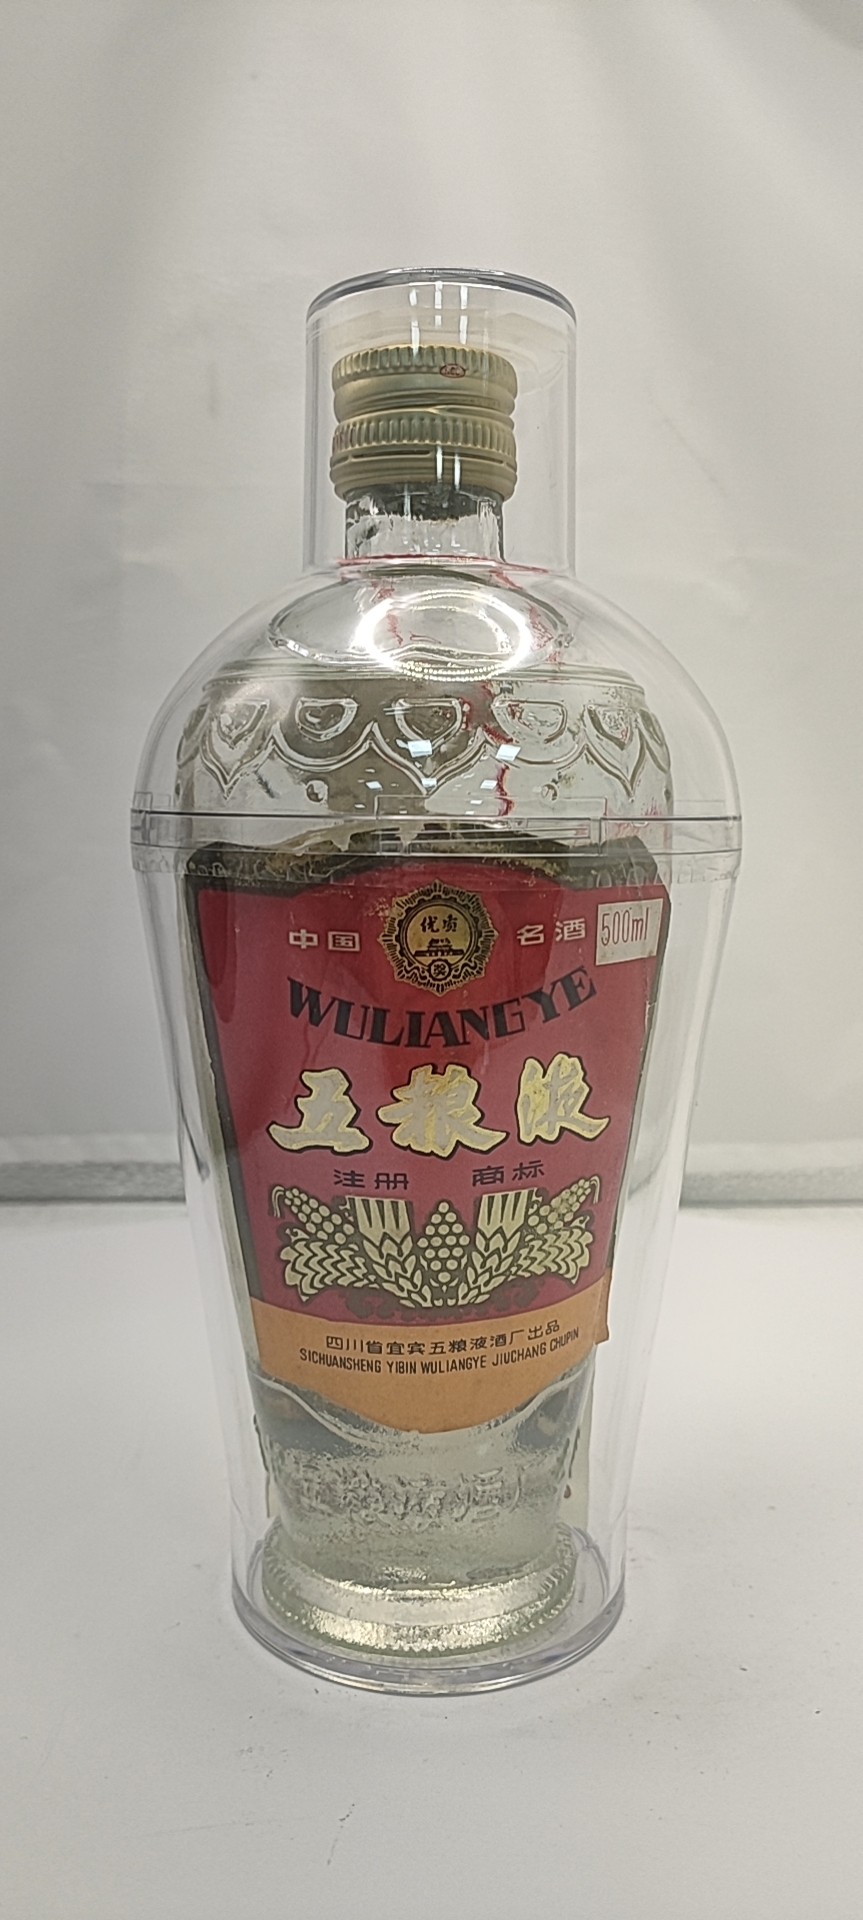 中国
优质
奖
名酒
500ml
WULIANGYE
五粮液
注册 商标
四川省宜宾五粮液酒厂出品
SICHUANSHENG YIBIN WULIANGYE JIUCHANG CHUPIN